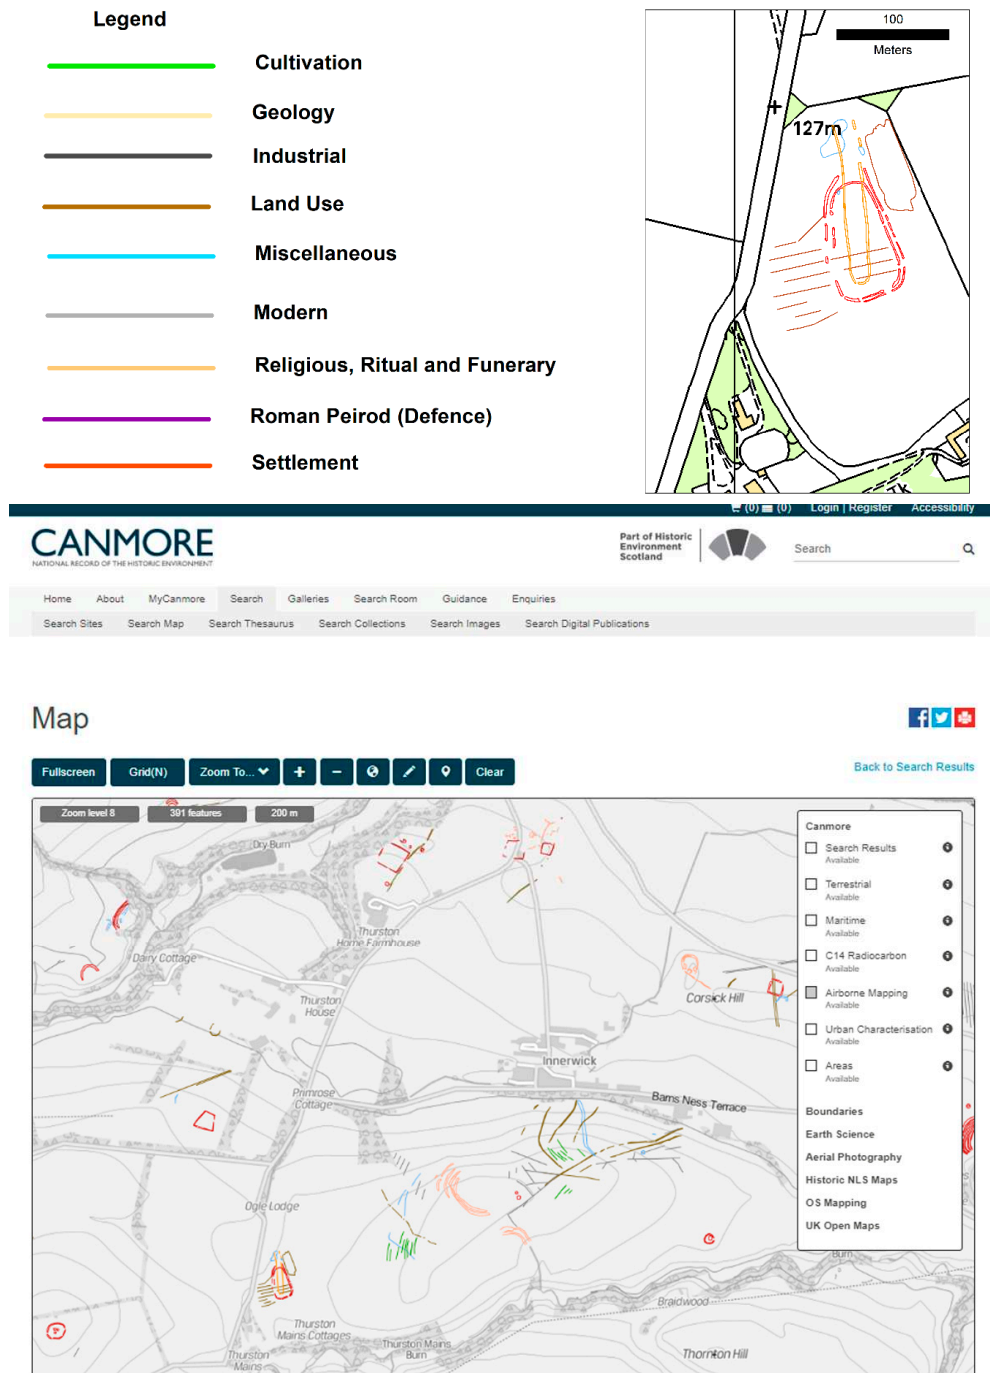 Legend
Cultivation
Geology
Industrial
Land Use
Miscellaneous
Modern
Religious, Ritual and Funerary
Roman Peirod (Defence)
Settlement
100
Meters
127m
Tk
(0) (0) Login | Register Accessibility
CANMORE
NATIONAL RECORD OF THE HISTORIC ENVIRONMENT
Part of Historic
Environment
Scotland
Search
Home About MyCanmore Search Galleries Search Room Guidance Enquiries
Search Sites Search Map Search Thesaurus Search Collections Search Images Search Digital Publications
Map
Fullscreen Grid(N) Zoom To... + − Clear
Back to Search Results
Zoom level 8 391 features 200 m
Dry Burn
Thurston
Home Farmhouse
Dairy Cottage
Thurston
House
Corsick Hill
Innerwick
Primrose
Cottage
Barns Ness Terrace
Ogle Lodge
Thurston
Mains Cottages
Thurston Mains
Burn
Thurston
Mains
Braidwood
Burn
Thornton Hill
Canmore
Search Results
Available
Terrestrial
Available
Maritime
Available
C14 Radiocarbon
Available
Airborne Mapping
Available
Urban Characterisation
Available
Areas
Available
Boundaries
Earth Science
Aerial Photography
Historic NLS Maps
OS Mapping
UK Open Maps